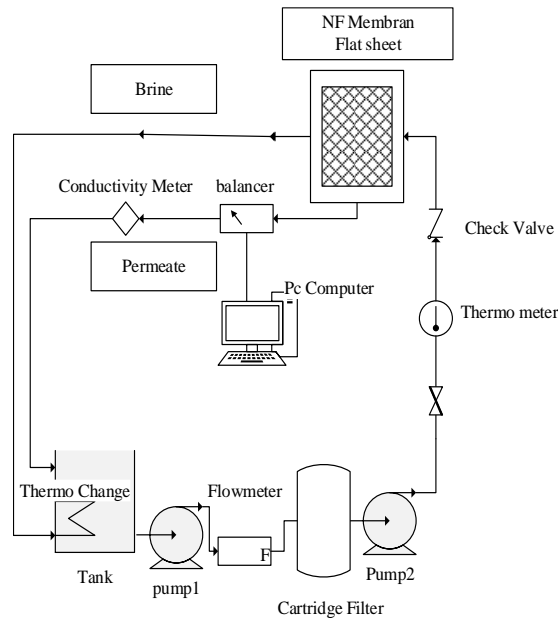 NF Membran
Flat sheet
Brine
Conductivity Meter
balancer
Check Valve
Permeate
Pc Computer
Thermo meter
Thermo Change
Flowmeter
F
Tank
pump1
Pump2
Cartridge Filter